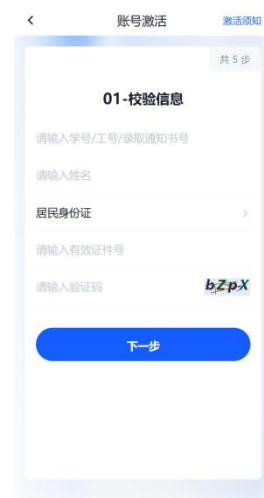 账号激活
激活须知
共 5 步
01-校验信息
请输入学号/工号/录取通知书号
请输入姓名
居民身份证
请输入有效证件号
请输入验证码
bZpX
下一步